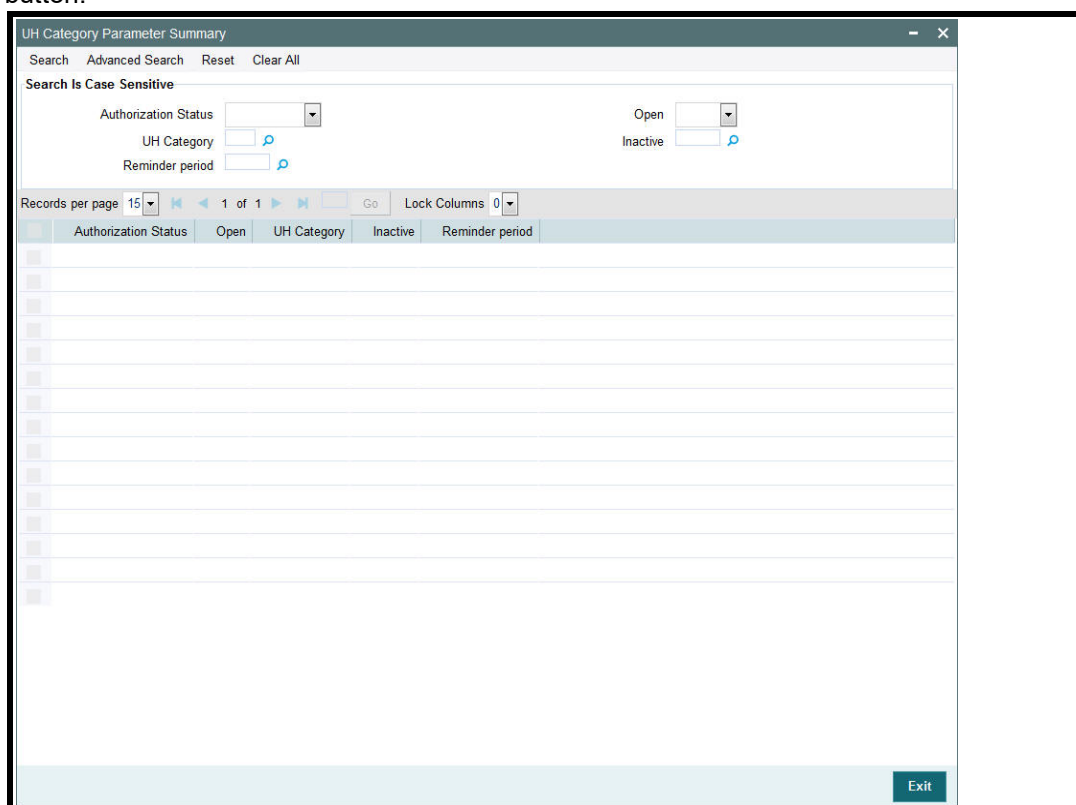 button.
UH Category Parameter Summary
Search Advanced Search Reset Clear All
Search Is Case Sensitive
Authorization Status Open
UH Category Inactive
Reminder period
Records per page 15 1 of 1 Go Lock Columns 0
Authorization Status Open UH Category Inactive Reminder period
Exit